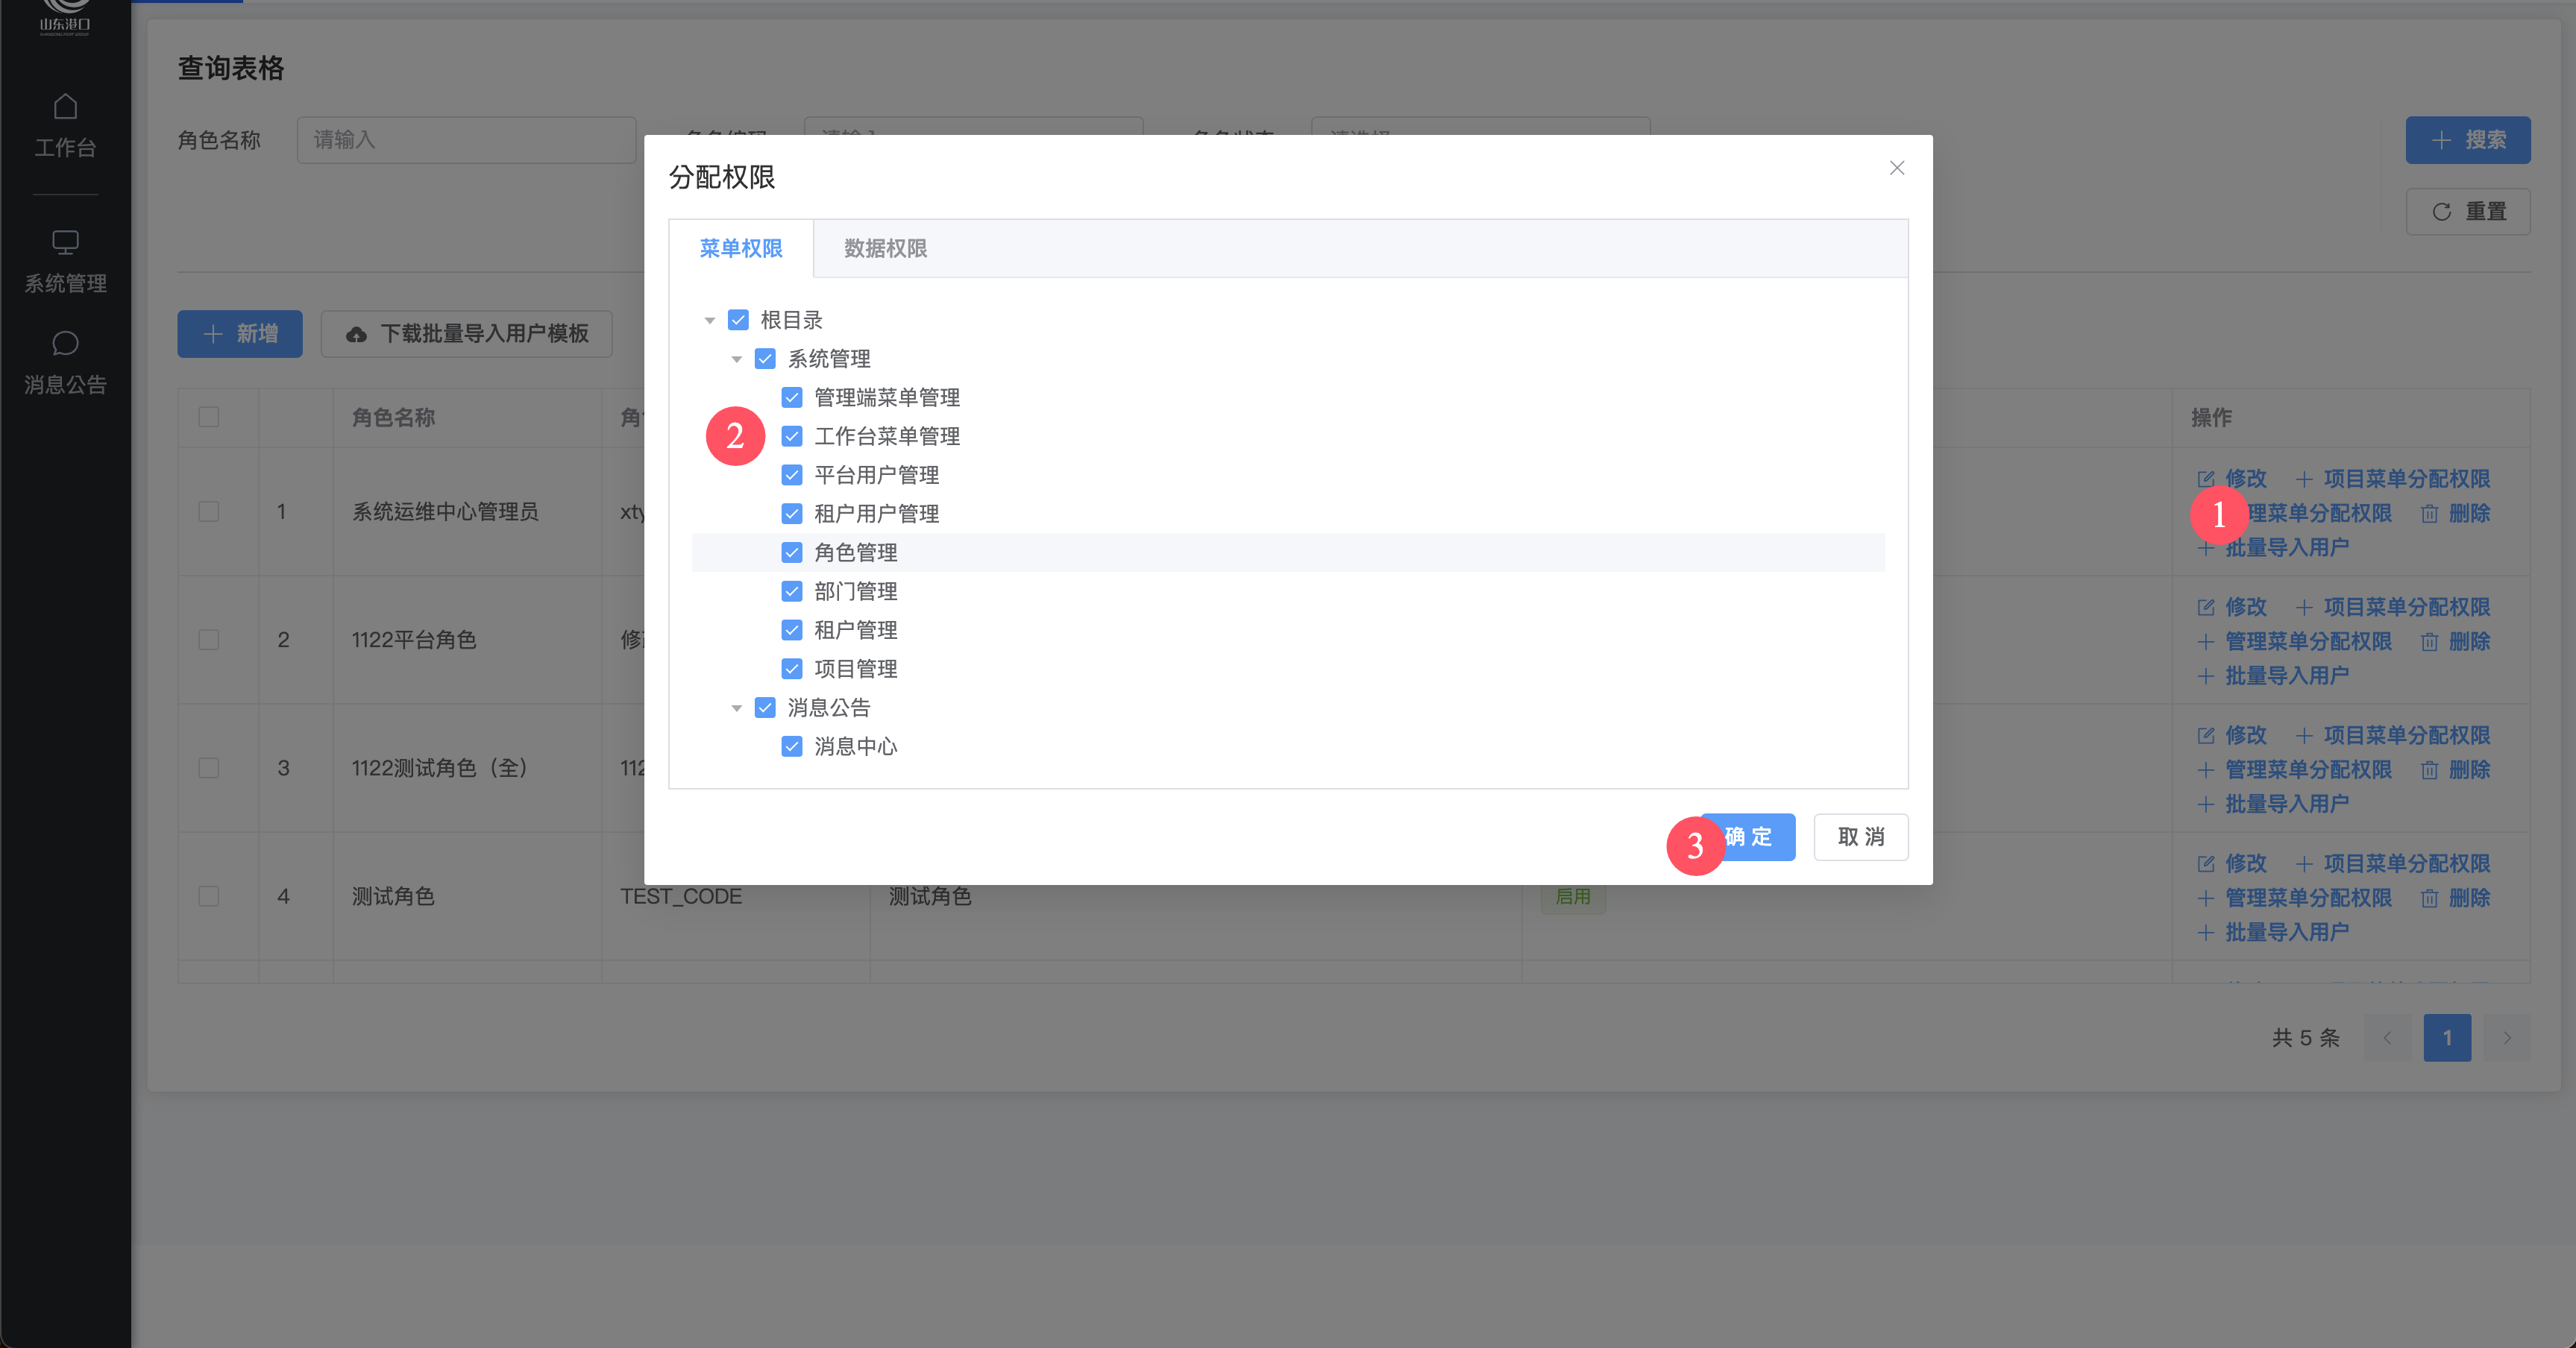 山东港口
工作台
系统管理
消息公告
查询表格
角色名称
请输入
搜索
重置
新增
下载批量导入用户模板
角色名称
操作
1
系统运维中心管理员
修改
项目菜单分配权限
1
理菜单分配权限
删除
批量导入用户
2
1122平台角色
修改
项目菜单分配权限
管理菜单分配权限
删除
批量导入用户
3
1122测试角色（全）
112
修改
项目菜单分配权限
管理菜单分配权限
删除
批量导入用户
4
测试角色
TEST_CODE
测试角色
启用
修改
项目菜单分配权限
管理菜单分配权限
删除
批量导入用户
共 5 条
1
分配权限
菜单权限
数据权限
根目录
系统管理
管理端菜单管理
2
工作台菜单管理
平台用户管理
租户用户管理
角色管理
部门管理
租户管理
项目管理
消息公告
消息中心
3
确 定
取 消